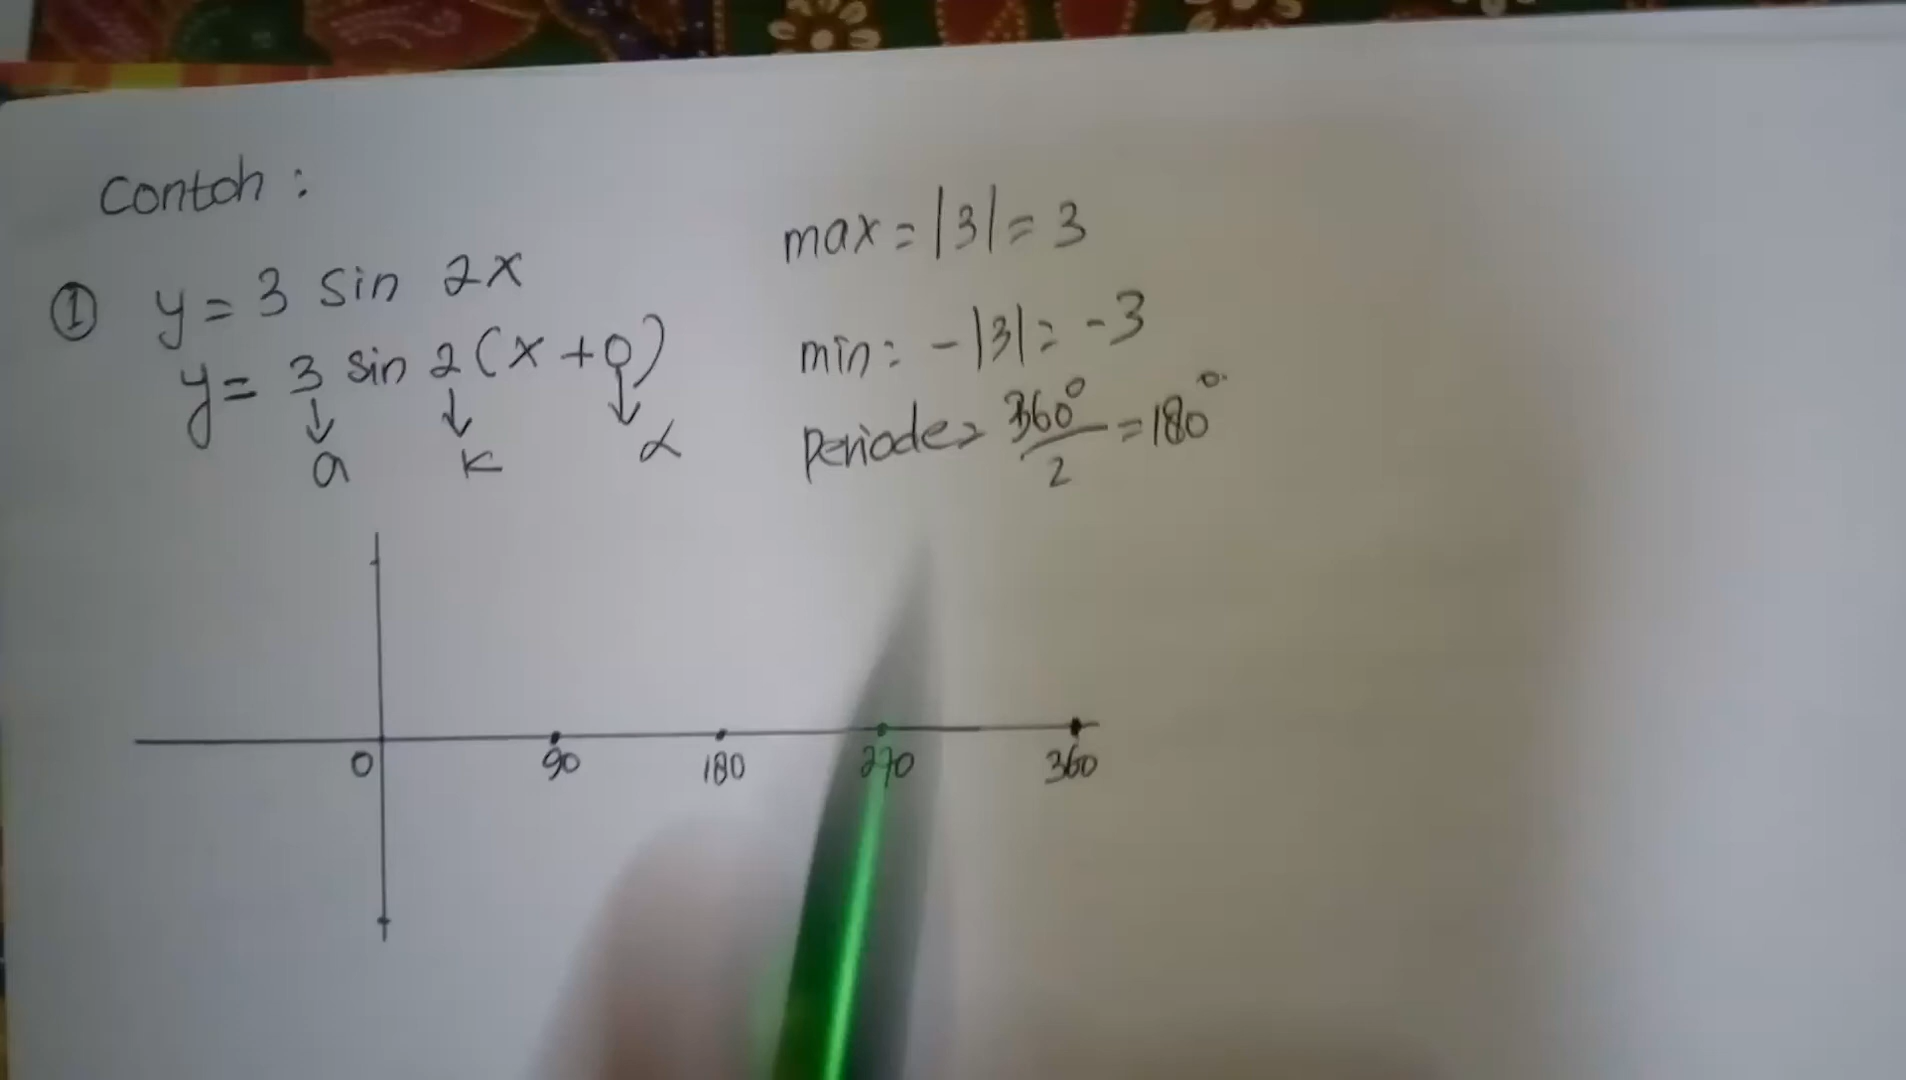 Contoh :
① y = 3 sin 2x
y = 3 sin 2 (x + 0)
↓ ↓ ↓
a k α
max = |3| = 3
min = -|3| = -3
Periode = 360°/2 = 180°
0 90 180 270 360